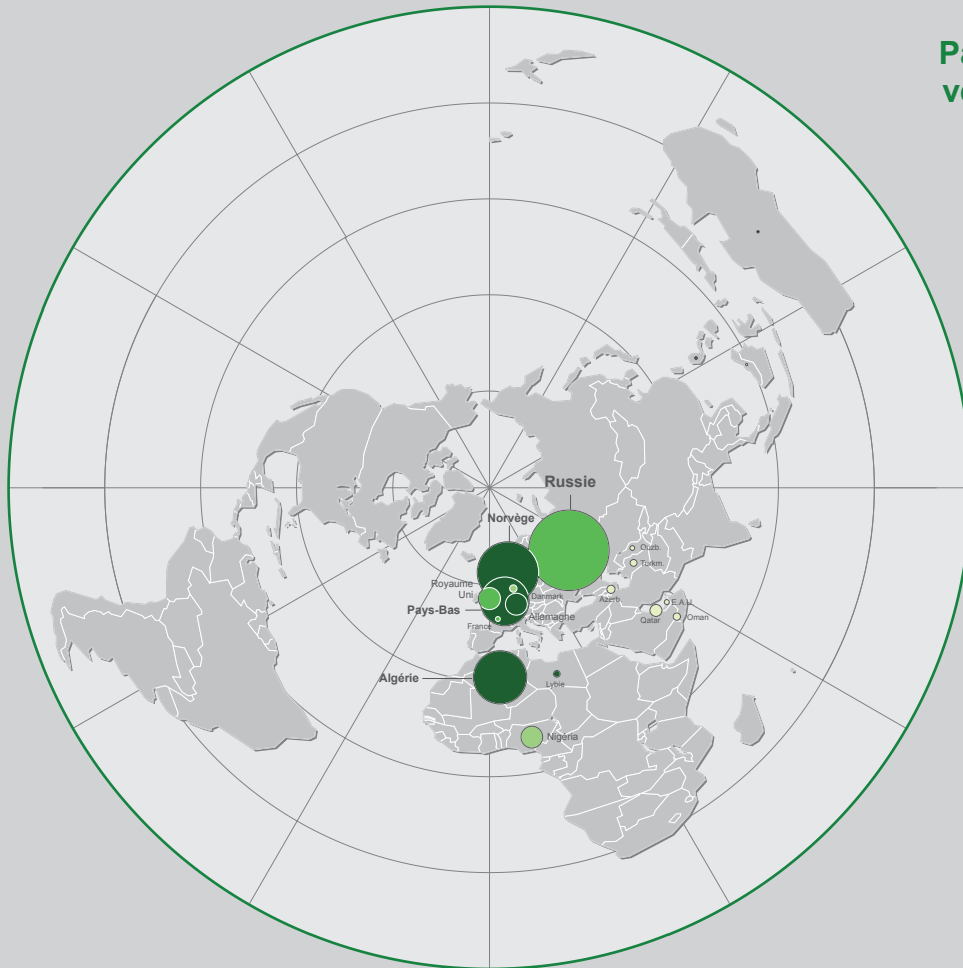 Russie
Norvège
Ouzb.
Turkm.
Royaume
Uni
Danmark
Azerb.
E.A.U.
Pays-Bas
Allemagne
Qatar
Oman
France
Algérie
Lybie
Nigéria